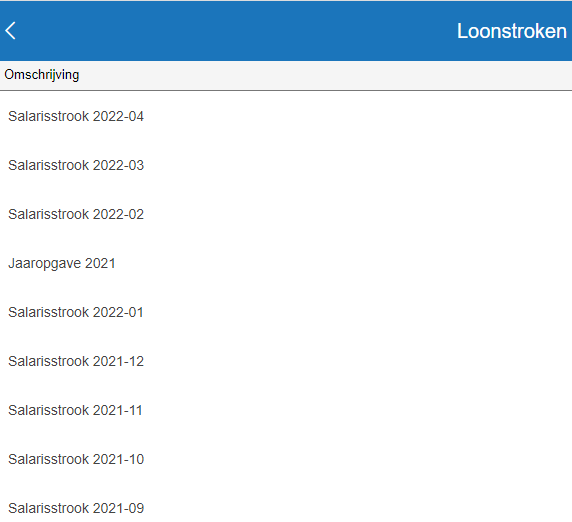 Loonstroken
Omschrijving
Salarisstrook 2022-04
Salarisstrook 2022-03
Salarisstrook 2022-02
Jaaropgave 2021
Salarisstrook 2022-01
Salarisstrook 2021-12
Salarisstrook 2021-11
Salarisstrook 2021-10
Salarisstrook 2021-09